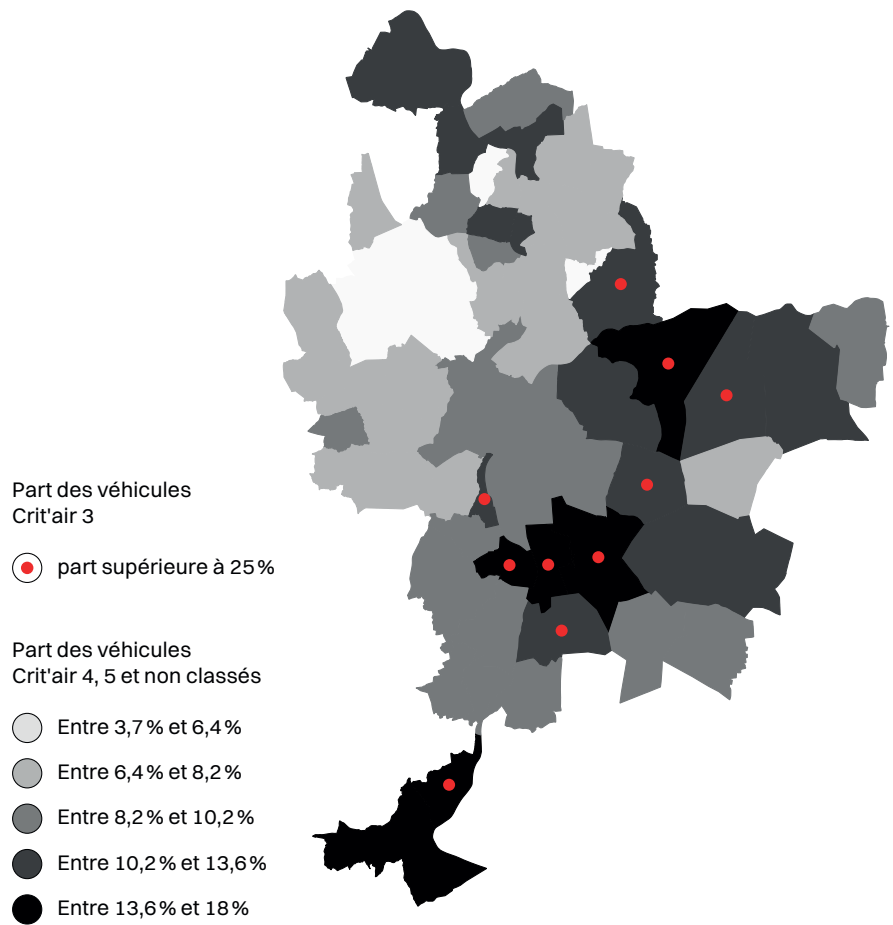 Part des véhicules
Crit'air 3
part supérieure à 25 %
Part des véhicules
Crit'air 4, 5 et non classés
Entre 3,7 % et 6,4 %
Entre 6,4 % et 8,2 %
Entre 8,2 % et 10,2 %
Entre 10,2 % et 13,6 %
Entre 13,6 % et 18 %